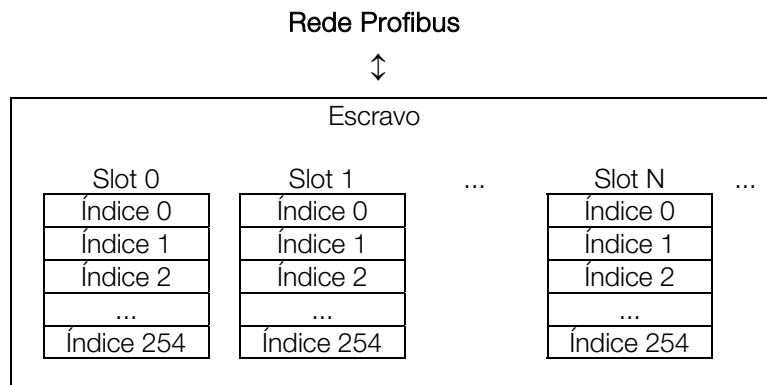 Rede Profibus
↕
Escravo
Slot 0 Slot 1 ... Slot N ...
Índice 0 Índice 0 Índice 0
Índice 1 Índice 1 Índice 1
Índice 2 Índice 2 Índice 2
... ... ...
Índice 254 Índice 254 Índice 254